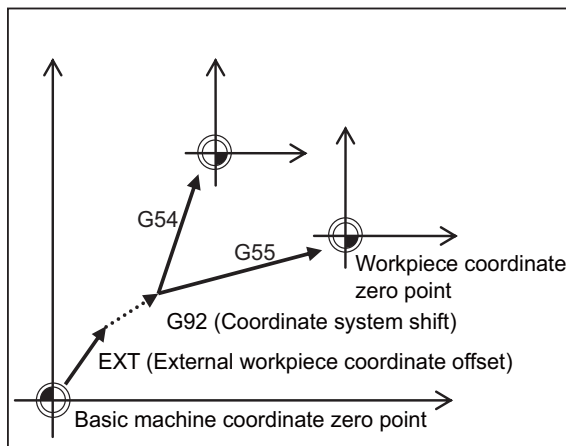 G54
G55
Workpiece coordinate
zero point
G92 (Coordinate system shift)
EXT (External workpiece coordinate offset)
Basic machine coordinate zero point